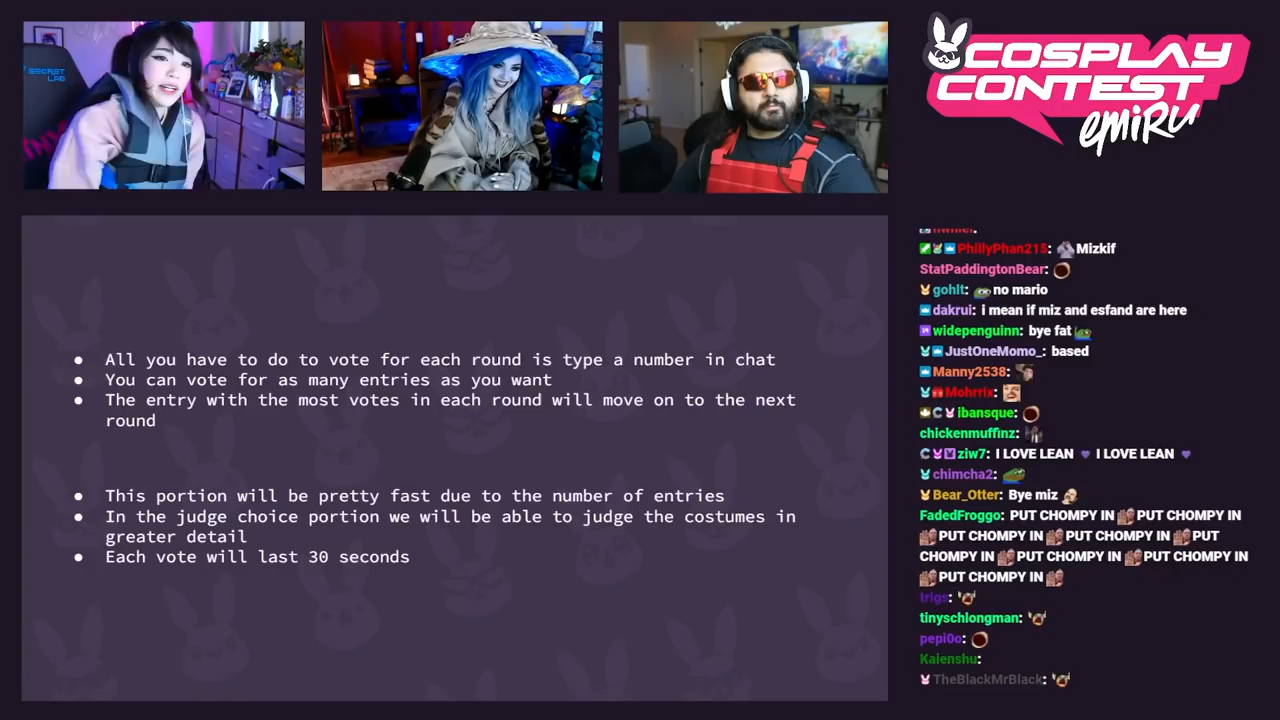 SECRET
LAB
COSPLAY
CONTEST
emiru
PhillyPhan215: Mizkif
StatPaddingtonBear:
gohlt: no mario
dakrui: i mean if miz and esfand are here
widepenguinn: bye fat
JustOneMomo_: based
Manny2538:
Mohrrix:
ibansque:
chickenmuffinz:
ziw7: I LOVE LEAN I LOVE LEAN
chimcha2:
Bear_Otter: Bye miz
FadedFroggo: PUT CHOMPY IN PUT CHOMPY IN
PUT CHOMPY IN PUT CHOMPY IN PUT
CHOMPY IN PUT CHOMPY IN PUT CHOMPY IN
PUT CHOMPY IN
trigs:
tinyschlongman:
pepi0o:
Kaienshu:
TheBlackMrBlack:
● All you have to do to vote for each round is type a number in chat
● You can vote for as many entries as you want
● The entry with the most votes in each round will move on to the next
round
● This portion will be pretty fast due to the number of entries
● In the judge choice portion we will be able to judge the costumes in
greater detail
● Each vote will last 30 seconds